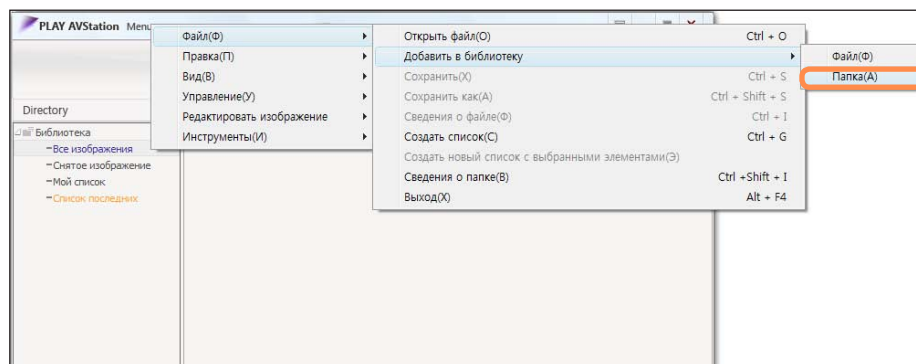 PLAY AVStation Menu
Файл(Ф)
Правка(П)
Вид(В)
Управление(У)
Редактировать изображение
Инструменты(И)
Открыть файл(О) Ctrl + O
Добавить в библиотеку
Сохранить(X) Ctrl + S
Сохранить как(А) Ctrl + Shift + S
Сведения о файле(Ф) Ctrl + I
Создать список(С) Ctrl + G
Создать новый список с выбранными элементами(Э)
Сведения о папке(В) Ctrl +Shift + I
Выход(X) Alt + F4
Файл(Ф)
Папка(А)
Directory
Библиотека
Все изображения
Снятое изображение
Мой список
Список последних